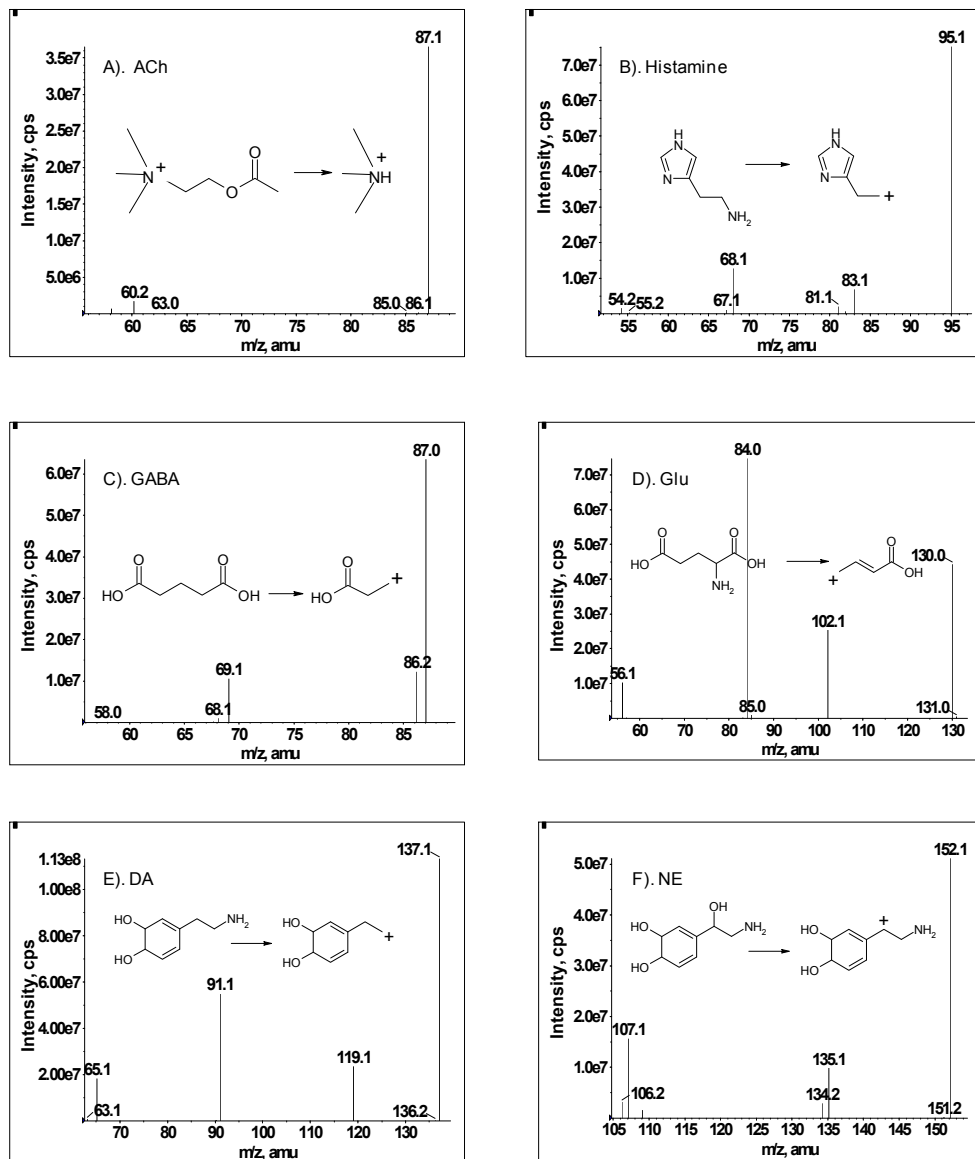 A). ACh
Intensity, cps
3.5e7
3.0e7
2.5e7
2.0e7
1.5e7
1.0e7
5.0e6
87.1
60.2
63.0
85.0
86.1
N
+
O
O
+
NH
60 65 70 75 80 85
m/z, amu
B). Histamine
Intensity, cps
7.0e7
6.0e7
5.0e7
4.0e7
3.0e7
2.0e7
1.0e7
95.1
54.2
55.2
67.1
68.1
81.1
83.1
H
N
N
NH2
H
N
N
+
55 60 65 70 75 80 85 90 95
m/z, amu
C). GABA
Intensity, cps
6.0e7
5.0e7
4.0e7
3.0e7
2.0e7
1.0e7
87.0
58.0
68.1
69.1
86.2
O
HO
O
OH
O
HO
+
60 65 70 75 80 85
m/z, amu
D). Glu
Intensity, cps
7.0e7
6.0e7
5.0e7
4.0e7
3.0e7
2.0e7
1.0e7
84.0
130.0
102.1
56.1
85.0
131.0
O
HO
O
OH
NH2
+
O
OH
60 70 80 90 100 110 120 130
m/z, amu
E). DA
Intensity, cps
1.13e8
1.00e8
8.00e7
6.00e7
4.00e7
2.00e7
137.1
91.1
65.1
63.1
119.1
136.2
HO
HO
NH2
HO
HO
+
70 80 90 100 110 120 130
m/z, amu
F). NE
Intensity, cps
5.0e7
4.0e7
3.0e7
2.0e7
1.0e7
152.1
107.1
106.2
135.1
134.2
151.2
OH
HO
HO
NH2
HO
HO
+
NH2
105 110 115 120 125 130 135 140 145 150
m/z, amu